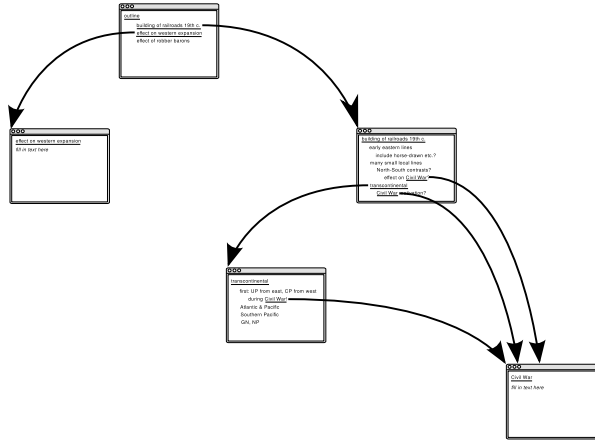 outline
building of railroads 19th c.
effect on western expansion
effect of robber barons
effect on western expansion
fill in text here
building of railroads 19th c.
early eastern lines
include horse-drawn etc.?
many small local lines
North-South contrasts?
effect on Civil War?
transcontinental
Civil War motivation?
transcontinental
first: UP from east, CP from west
during Civil War!
Atlantic & Pacific
Southern Pacific
GN, NP
Civil War
fill in text here